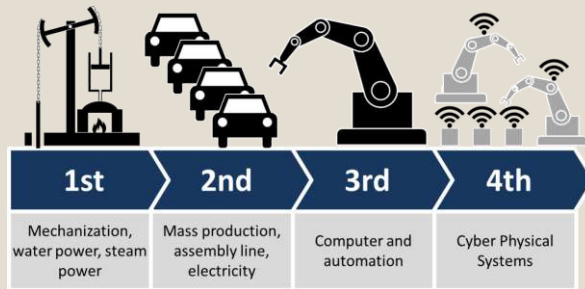 1st
2nd
3rd
4th
Mechanization,
water power, steam
power
Mass production,
assembly line,
electricity
Computer and
automation
Cyber Physical
Systems